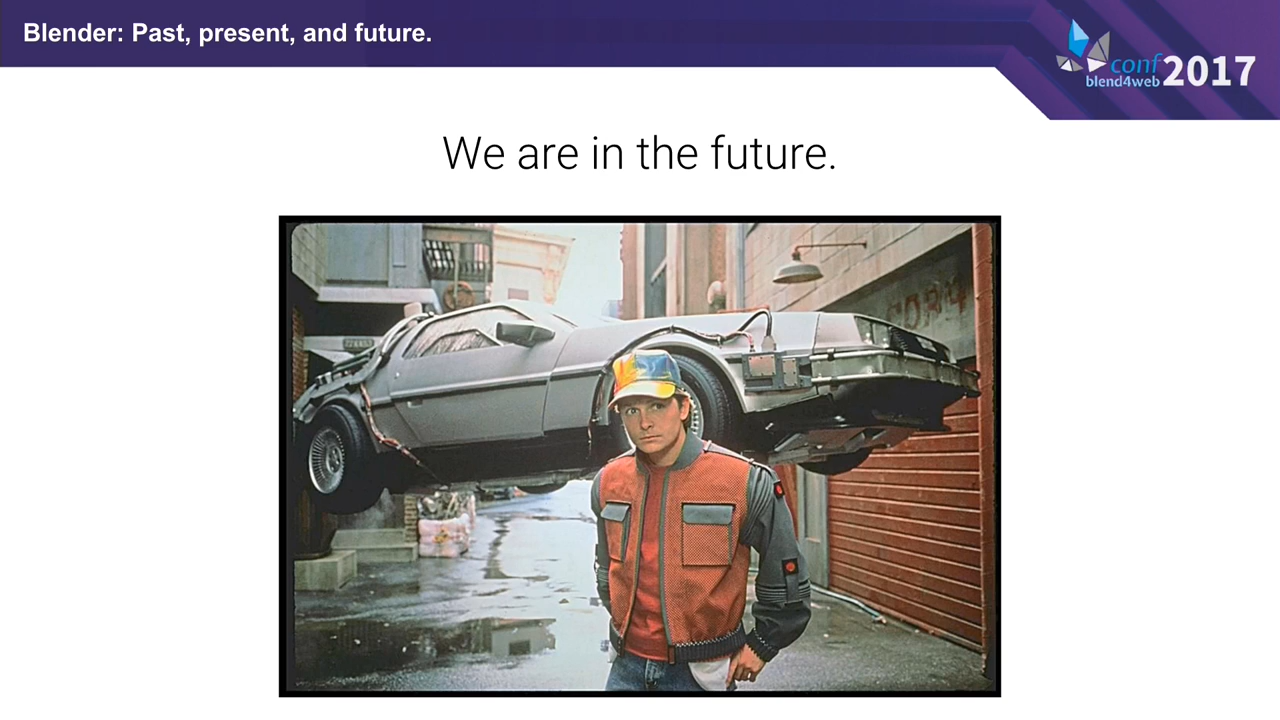 Blender: Past, present, and future.
conf
blend4web
2017
We are in the future.